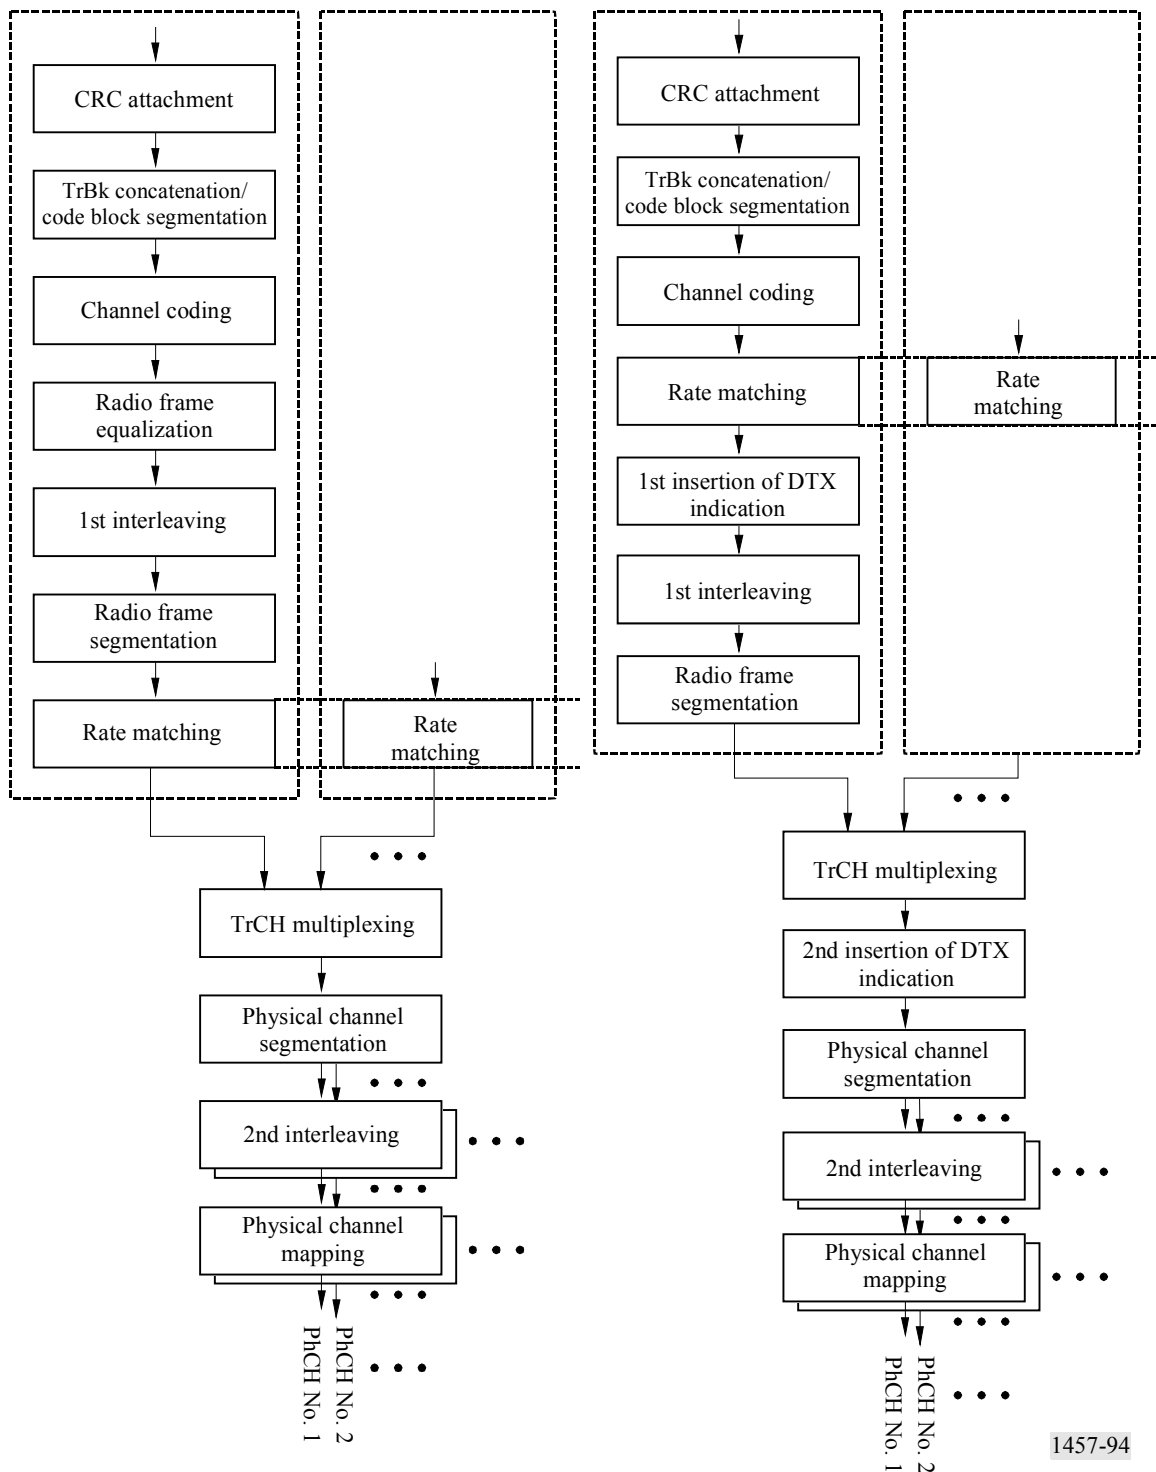 CRC attachment
TrBk concatenation/
code block segmentation
Channel coding
Radio frame
equalization
1st interleaving
Radio frame
segmentation
Rate matching
Rate
matching
TrCH multiplexing
Physical channel
segmentation
2nd interleaving
Physical channel
mapping
PhCH No. 1
PhCH No. 2
CRC attachment
TrBk concatenation/
code block segmentation
Channel coding
Rate matching
Rate
matching
1st insertion of DTX
indication
1st interleaving
Radio frame
segmentation
TrCH multiplexing
2nd insertion of DTX
indication
Physical channel
segmentation
2nd interleaving
Physical channel
mapping
PhCH No. 1
PhCH No. 2
1457-94